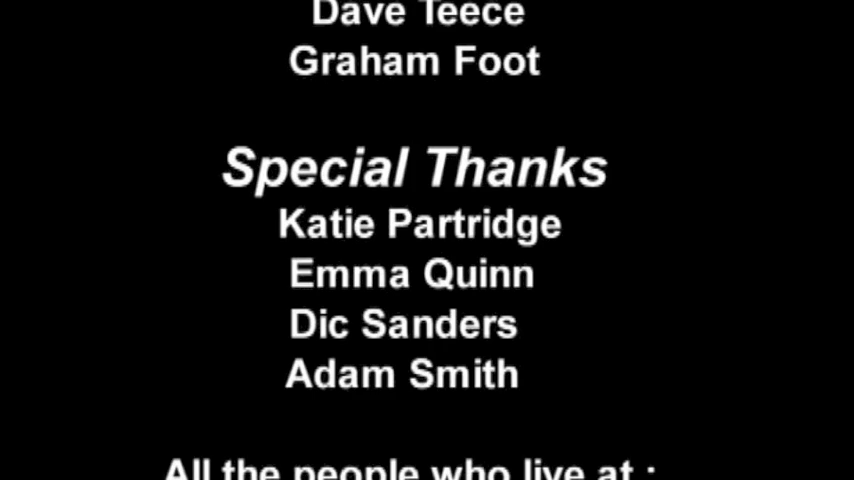 Dave Teece
Graham Foot
Special Thanks
Katie Partridge
Emma Quinn
Dic Sanders
Adam Smith
All the people who live at :